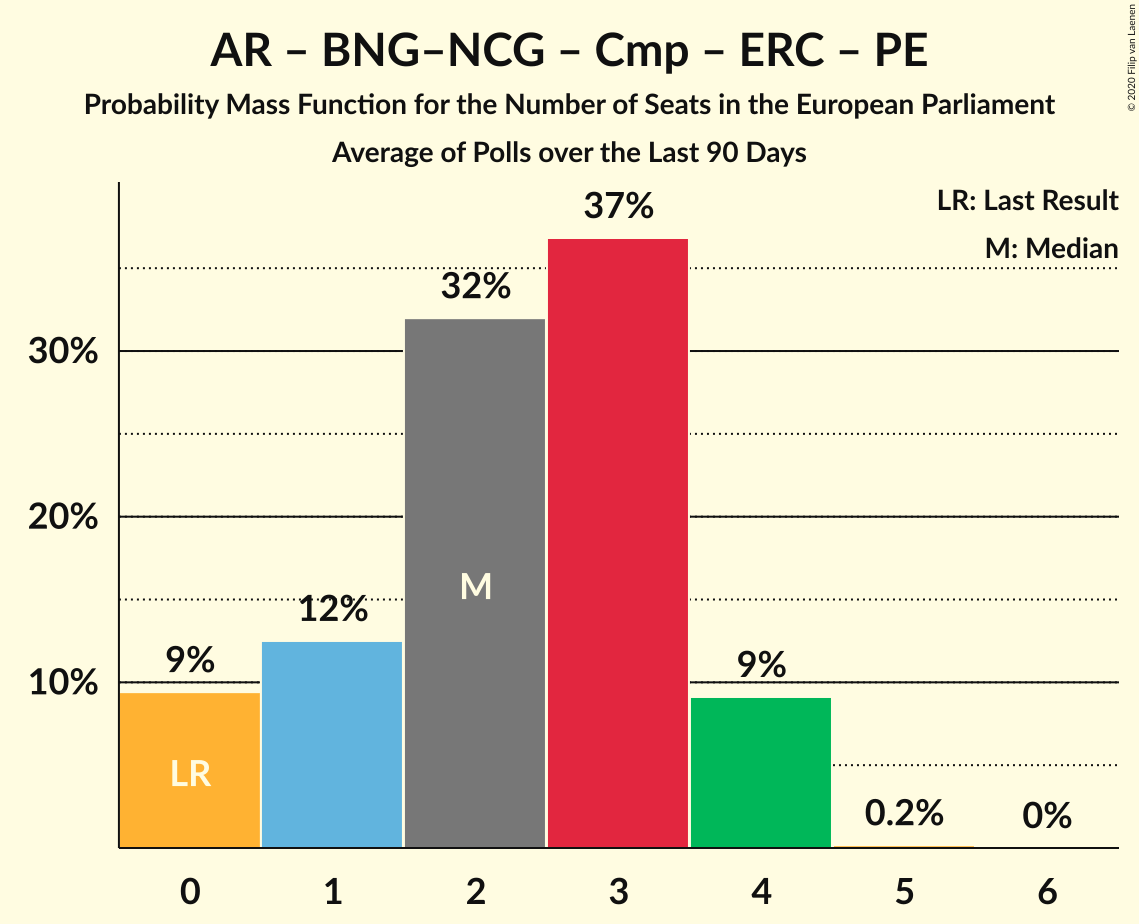 AR – BNG–NCG – Cmp – ERC – PE
Probability Mass Function for the Number of Seats in the European Parliament
Average of Polls over the Last 90 Days
© 2020 Filip van Laenen
LR: Last Result
M: Median
37%
32%
30%
20%
M
12%
9%
9%
10%
LR
0.2%
0%
0 1 2 3 4 5 6